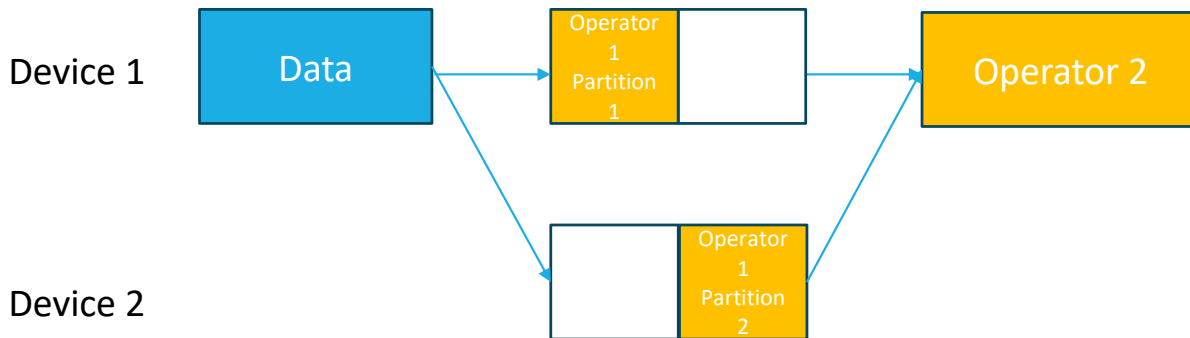 Device 1
Data
Operator
1
Partition
1
Operator 2
Device 2
Operator
1
Partition
2